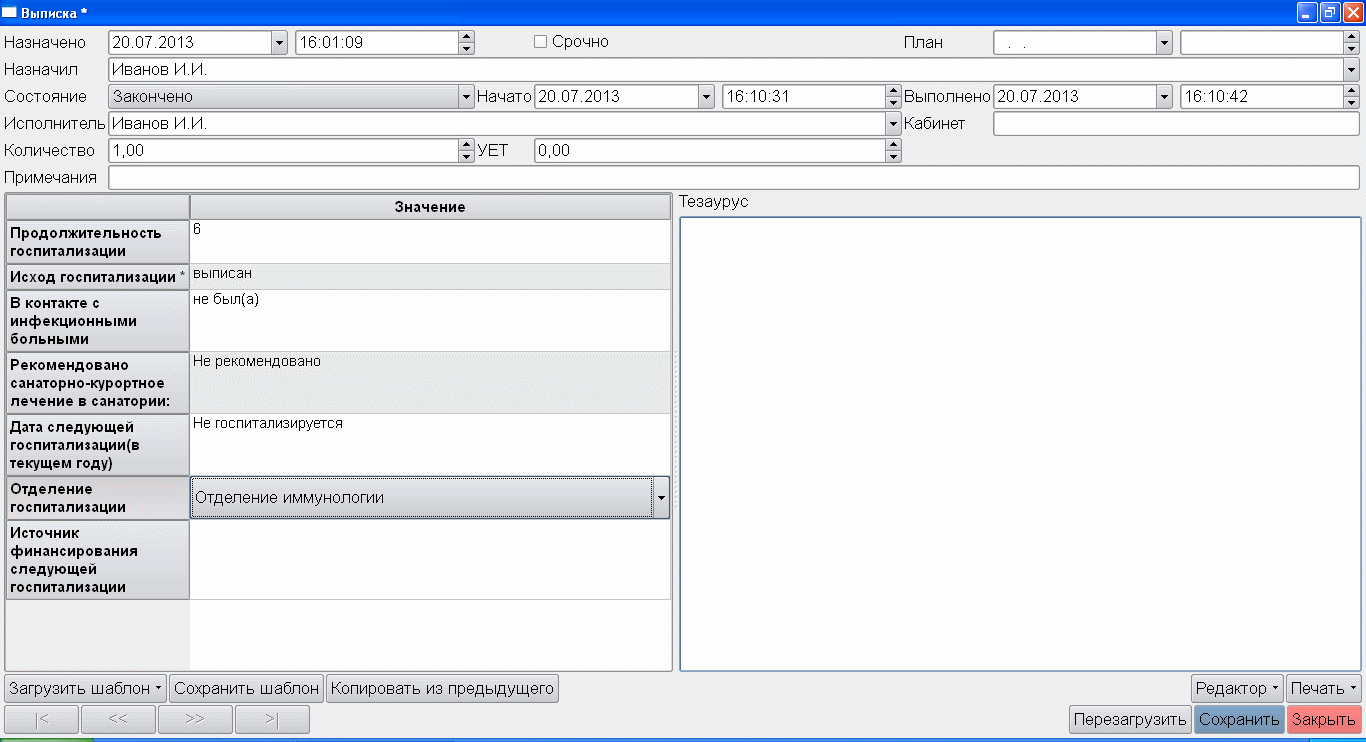 Выписка *
Назначено 20.07.2013 16:01:09 Срочно План . .
Назначил Иванов И.И.
Состояние Закончено Начато 20.07.2013 16:10:31 Выполнено 20.07.2013 16:10:42
Исполнитель Иванов И.И. Кабинет
Количество 1,00 УЕТ 0,00
Примечания
Значение
Продолжительность
госпитализации
6
Исход госпитализации * выписан
В контакте с
инфекционными
больными
не был(а)
Рекомендовано
санаторно-курортное
лечение в санатории:
Не рекомендовано
Дата следующей
госпитализации(в
текущем году)
Не госпитализируется
Отделение
госпитализации
Отделение иммунологии
Источник
финансирования
следующей
госпитализации
Тезаурус
Загрузить шаблон Сохранить шаблон Копировать из предыдущего Редактор Печать
|< << >> >| Перезагрузить Сохранить Закрыть